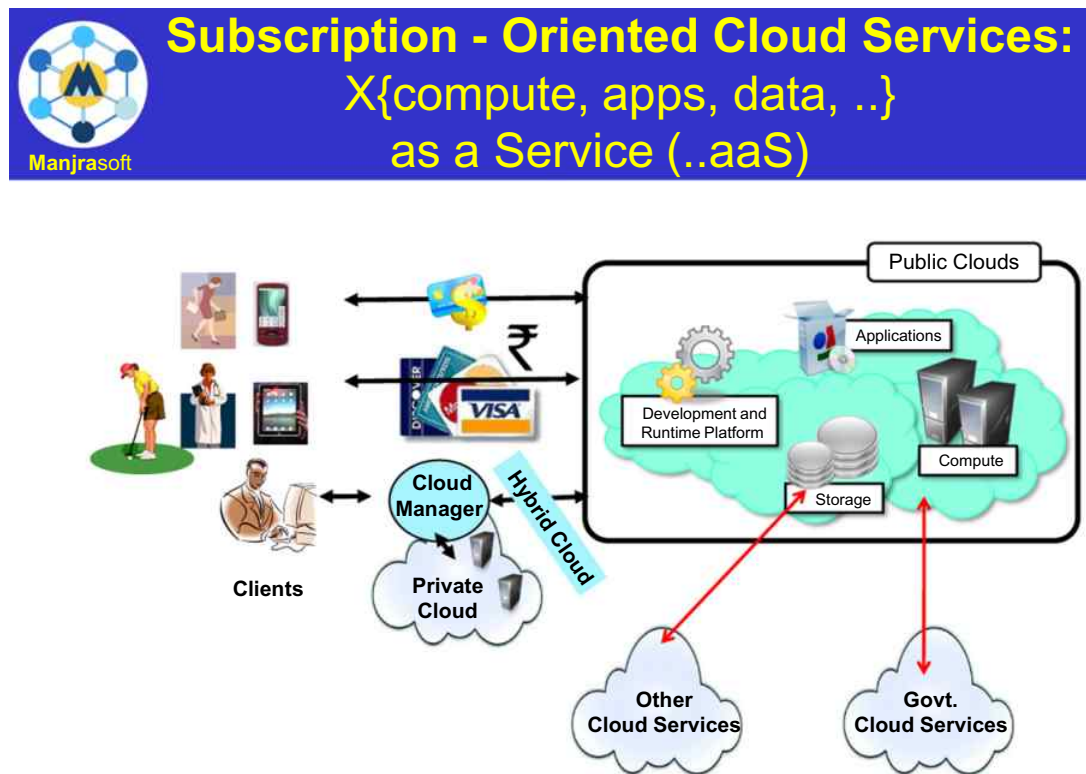 Subscription - Oriented Cloud Services:
X{compute, apps, data, ..}
as a Service (..aaS)
Manjrasoft
Public Clouds
Applications
Development and
Runtime Platform
Compute
Storage
₹
DISCOVER
VISA
Cloud
Manager
Hybrid Cloud
Private
Cloud
Clients
Other
Cloud Services
Govt.
Cloud Services